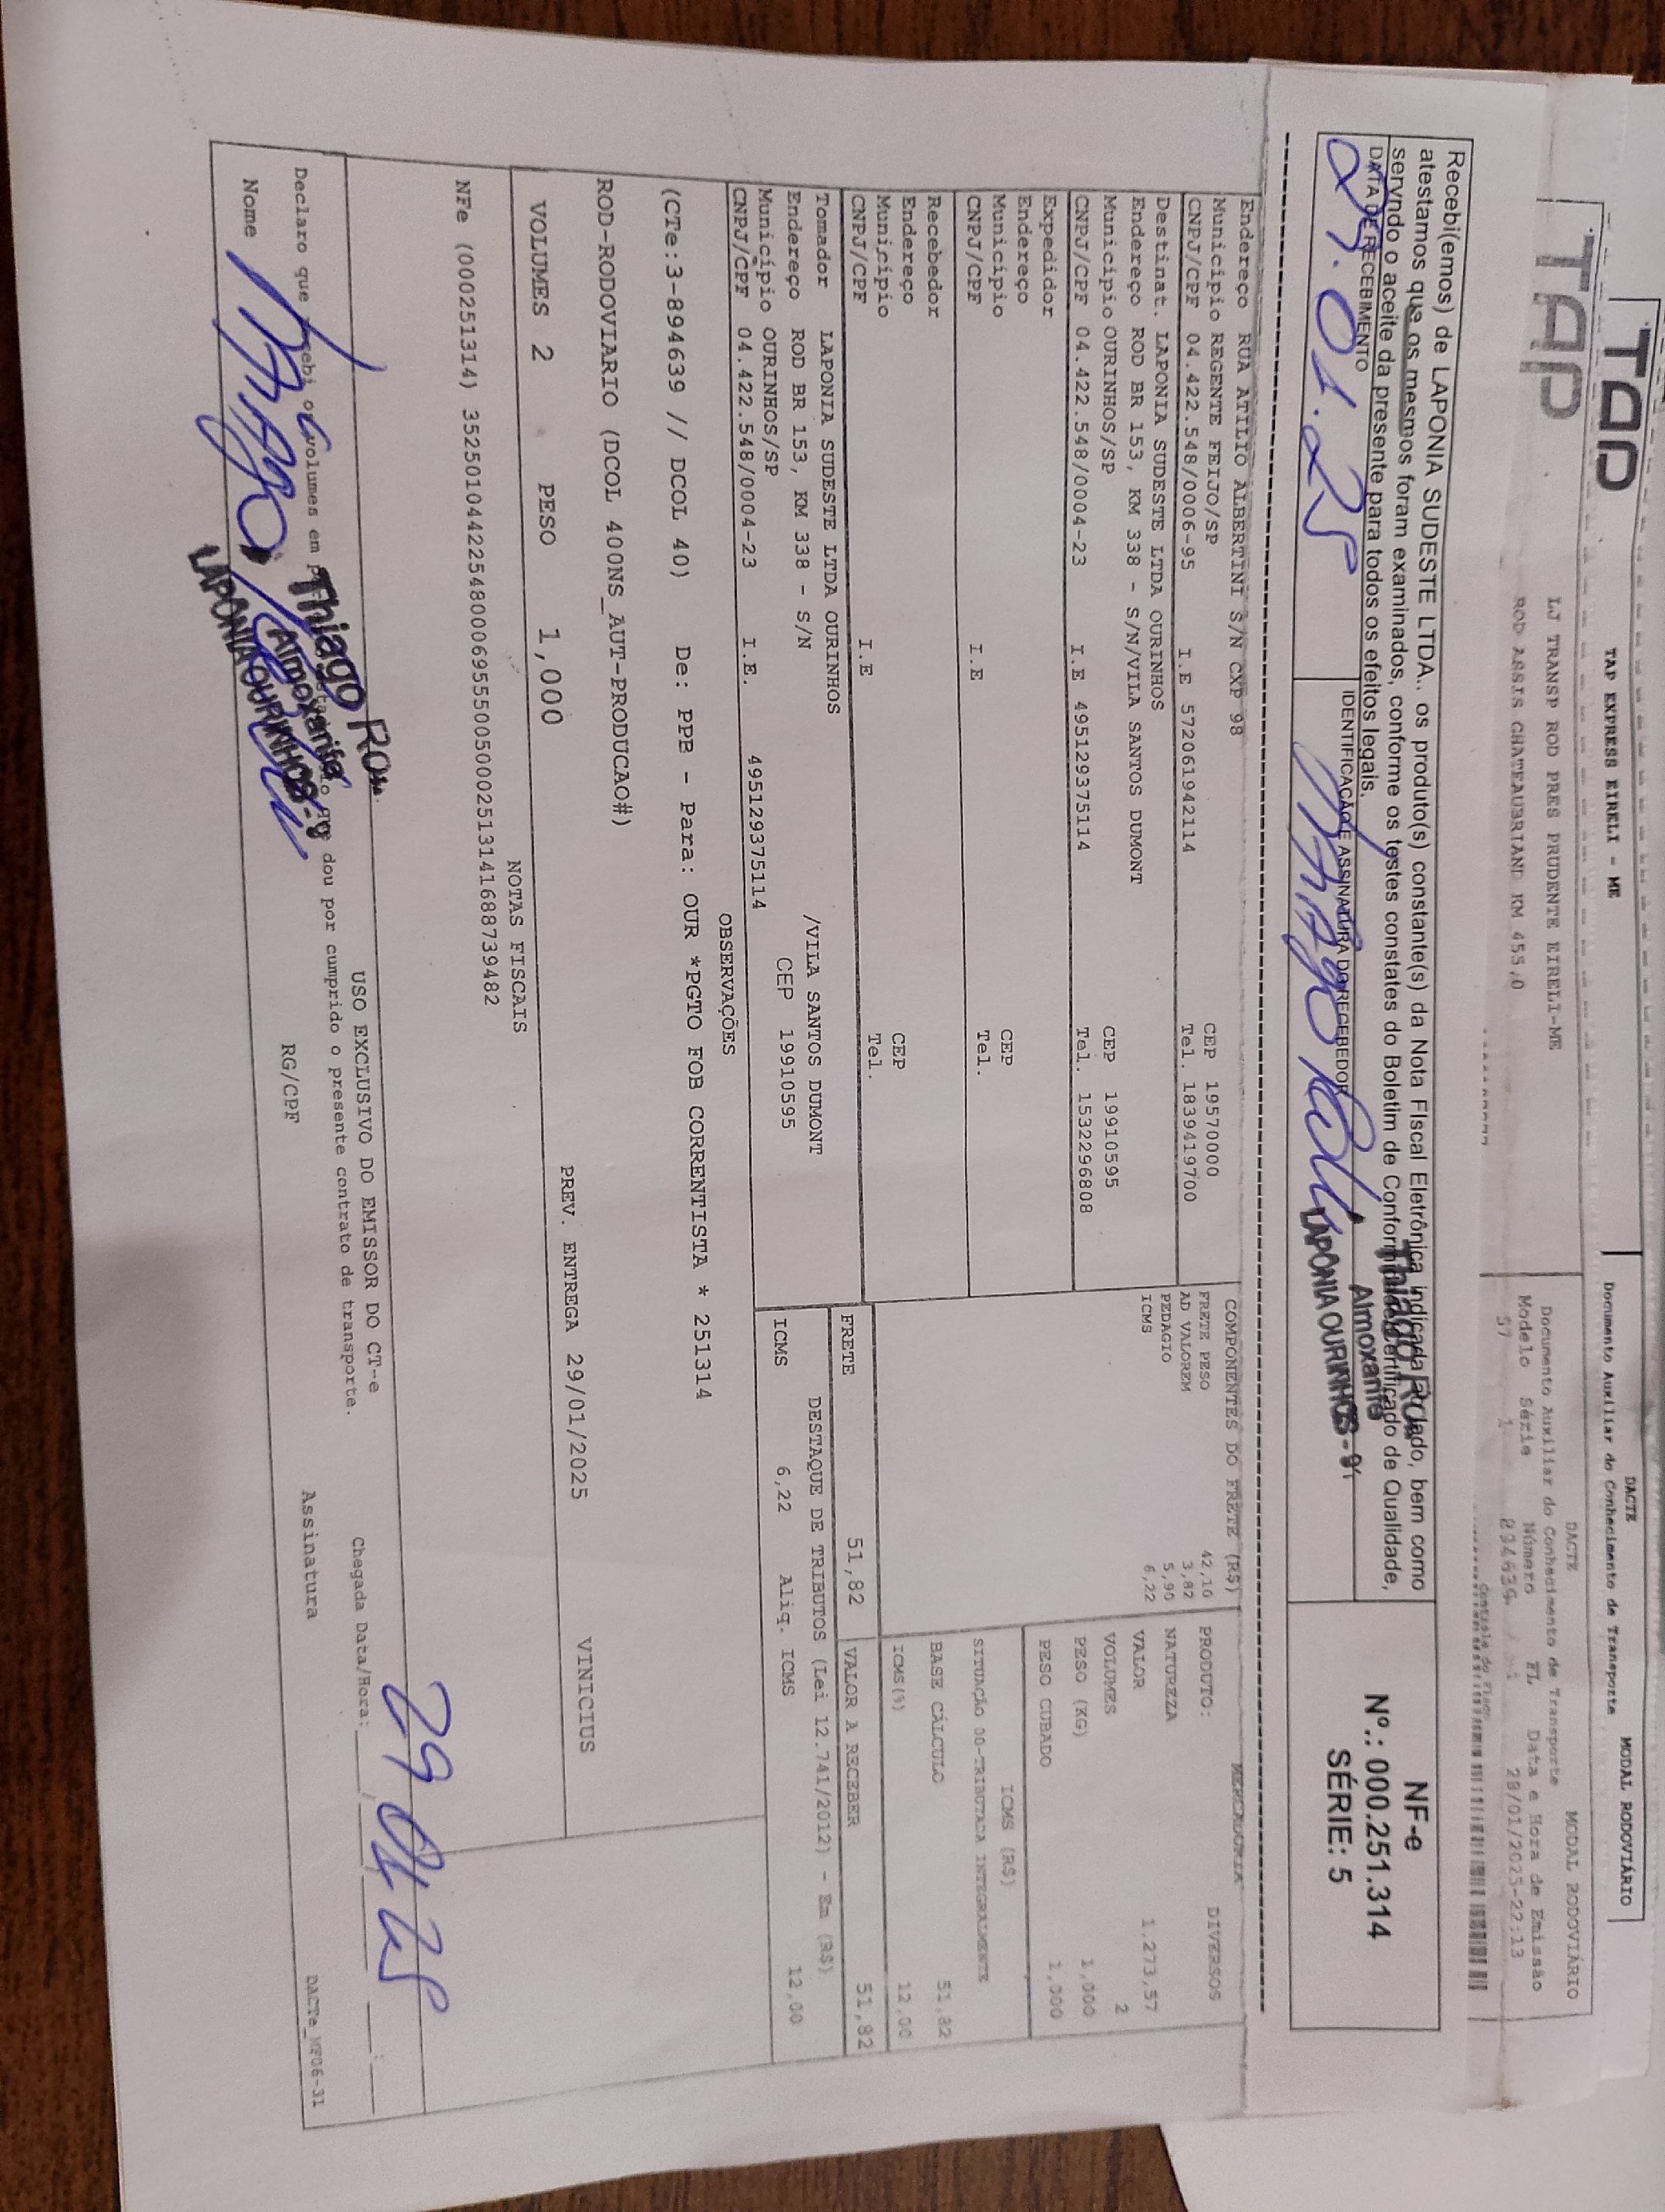 TAP
TAP EXPRESS EIRELI - ME
DACTE
Documento Auxiliar do Conhecimento de Transporte
MODAL RODOVIÁRIO
TAP
LJ TRANSP ROD PRES PRUDENTE EIRELI-ME
ROD ASSIS CHATEAUBRIAND KM 455,0
DACTE
Documento Auxiliar do Conhecimento de Transporte
MODAL RODOVIÁRIO
Modelo Série Número FL Data e Hora de Emissão
57 1 894639 28/01/2025-22:13
Recebi(emos) de LAPONIA SUDESTE LTDA.. os produto(s) constante(s) da Nota FIscal Eletrônica indicada ao lado, bem como
atestamos que os mesmos foram examinados, conforme os testes constates do Boletim de Conformidade/Certificado de Qualidade,
servndo o aceite da presente para todos os efeitos legais.
DATA DE RECEBIMENTO
IDENTIFICAÇÃO E ASSINATURA DO RECEBEDOR
29.01.25
Thiago
Almoxarife
LAPONIA OURINHOS - 9
NF-e
Nº.: 000.251.314
SÉRIE: 5
Endereço RUA ATILIO ALBERTINI S/N CXP 98
Município REGENTE FEIJO/SP CEP 19570000
CNPJ/CPF 04.422.548/0006-95 I.E 572061942114 Tel. 1839419700
Destinat. LAPONIA SUDESTE LTDA OURINHOS
Endereço ROD BR 153, KM 338 - S/N/VILA SANTOS DUMONT
Município OURINHOS/SP CEP 19910595
CNPJ/CPF 04.422.548/0004-23 I.E 495129375114 Tel. 1532296808
Expedidor
Endereço
Município CEP
CNPJ/CPF I.E Tel.
Recebedor
Endereço
Município CEP
CNPJ/CPF I.E Tel.
Tomador LAPONIA SUDESTE LTDA OURINHOS
Endereço ROD BR 153, KM 338 - S/N /VILA SANTOS DUMONT
Município OURINHOS/SP CEP 19910595
CNPJ/CPF 04.422.548/0004-23 I.E. 495129375114
COMPONENTES DO FRETE (R$)
FRETE PESO 42,10
AD VALOREM 3,82
PEDAGIO 5,90
ICMS 6,22
MERCADORIA
PRODUTO: DIVERSOS
NATUREZA
VALOR 1.273,57
VOLUMES 2
PESO (KG) 1,000
PESO CUBADO 1,000
ICMS (R$)
SITUAÇÃO 00-TRIBUTADA INTEGRALMENTE
BASE CÁLCULO 51,82
ICMS(%) 12,00
FRETE 51,82
VALOR A RECEBER 51,82
DESTAQUE DE TRIBUTOS (Lei 12.741/2012) - Em (R$)
ICMS 6,22 Aliq. ICMS 12,00
OBSERVAÇÕES
(CTe:3-894639 // DCOL 40) De: PPB - Para: OUR *PGTO FOB CORRENTISTA * 251314
ROD-RODOVIARIO (DCOL 400NS_AUT-PRODUCAO#)
VOLUMES 2 PESO 1,000 PREV. ENTREGA 29/01/2025 VINICIUS
NOTAS FISCAIS
NFe (000251314) 35250104422548000695550050002513141688739482
USO EXCLUSIVO DO EMISSOR DO CT-e
Chegada Data/Hora:
29 01 25
Declaro que recebi os volumes em dou por cumprido o presente contrato de transporte.
Nome RG/CPF Assinatura
Thiago
Almoxarife
LAPONIA OURINHOS - 9
DACTe_MF06-31